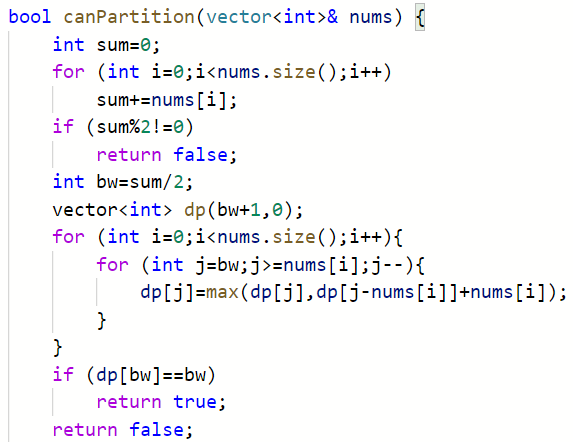 bool canPartition(vector<int>& nums) {
    int sum=0;
    for (int i=0;i<nums.size();i++)
        sum+=nums[i];
    if (sum%2!=0)
        return false;
    int bw=sum/2;
    vector<int> dp(bw+1,0);
    for (int i=0;i<nums.size();i++){
        for (int j=bw;j>=nums[i];j--){
            dp[j]=max(dp[j],dp[j-nums[i]]+nums[i]);
        }
    }
    if (dp[bw]==bw)
        return true;
    return false;